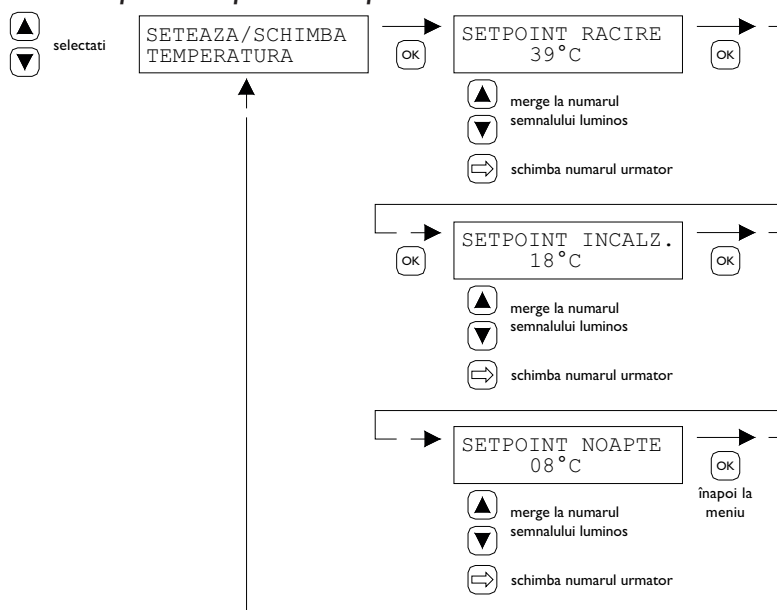 selectati
SETEAZA/SCHIMBA
TEMPERATURA
OK
SETPOINT RACIRE
39°C
OK
merge la numarul
semnalului luminos
schimba numarul urmator
OK
SETPOINT INCALZ.
18°C
OK
merge la numarul
semnalului luminos
schimba numarul urmator
SETPOINT NOAPTE
08°C
OK
înapoi la
meniu
merge la numarul
semnalului luminos
schimba numarul urmator